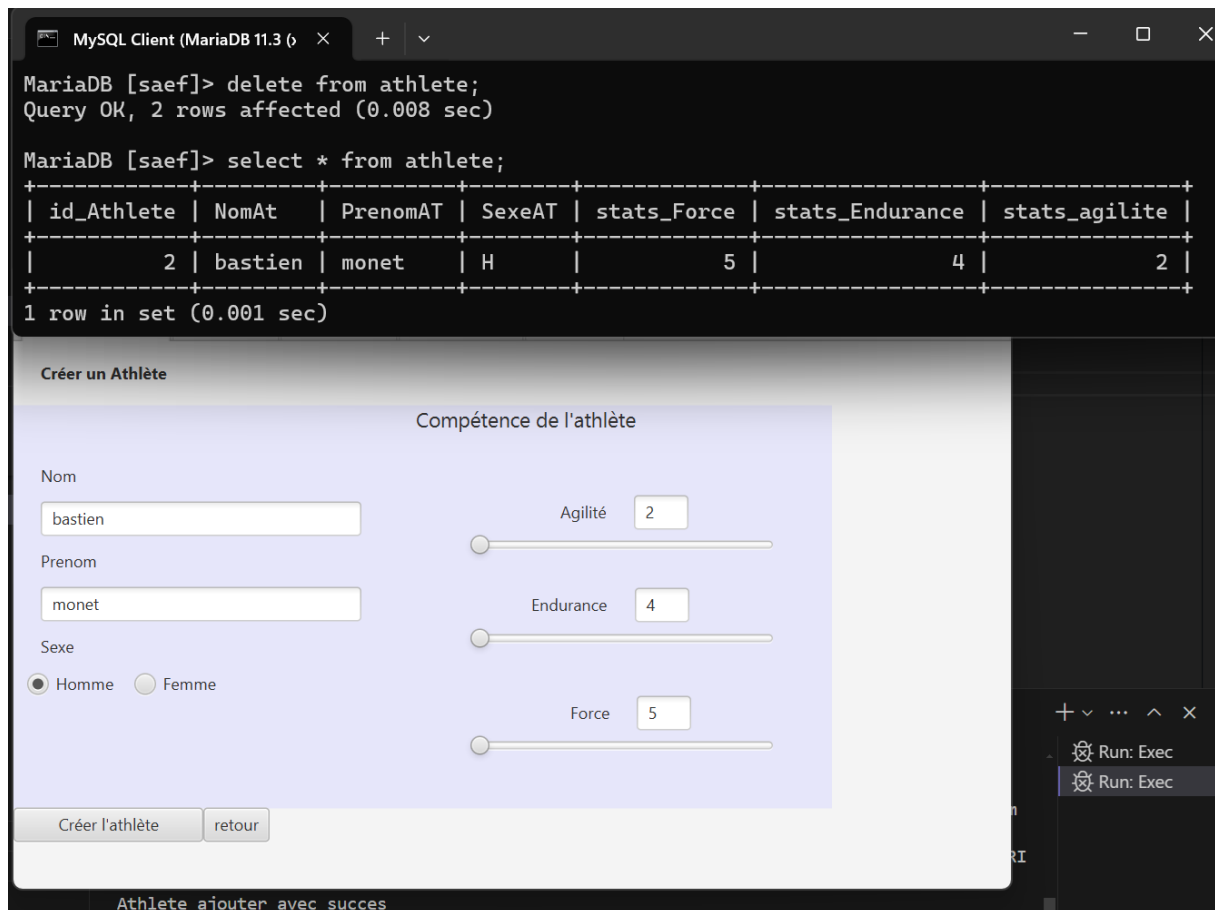 MySQL Client (MariaDB 11.3 (x
MariaDB [saef]> delete from athlete;
Query OK, 2 rows affected (0.008 sec)
MariaDB [saef]> select * from athlete;
+------------+---------+----------+--------+-------------+-----------------+---------------+
| id_Athlete | NomAt | PrenomAT | SexeAT | stats_Force | stats_Endurance | stats_agilite |
+------------+---------+----------+--------+-------------+-----------------+---------------+
| 2 | bastien | monet | H | 5 | 4 | 2 |
+------------+---------+----------+--------+-------------+-----------------+---------------+
1 row in set (0.001 sec)
Créer un Athlète
Compétence de l'athlète
Nom
bastien
Agilité 2
Prenom
monet
Endurance 4
Sexe
Homme Femme
Force 5
Run: Exec
Run: Exec
Créer l'athlète retour
RI
Athlete ajouter avec succes